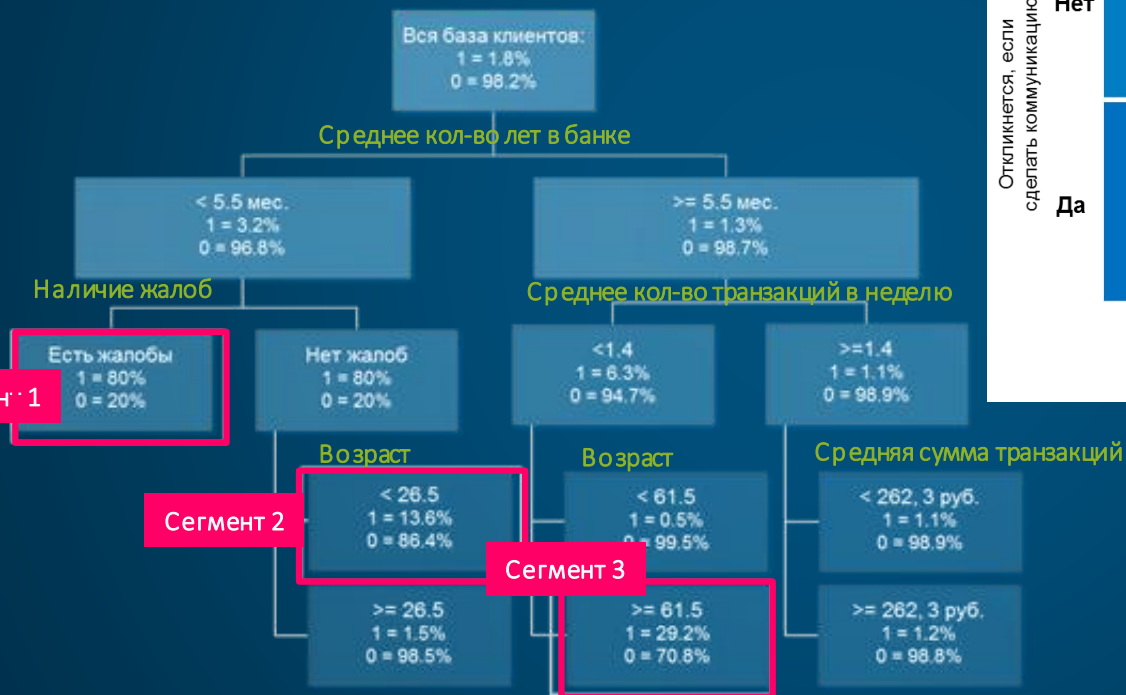 Вся база клиентов:
1 = 1.8%
0 = 98.2%
Среднее кол-во лет в банке
< 5.5 мес.
1 = 3.2%
0 = 96.8%
>= 5.5 мес.
1 = 1.3%
0 = 98.7%
Наличие жалоб
Среднее кол-во транзакций в неделю
Есть жалобы
1 = 80%
0 = 20%
Нет жалоб
1 = 80%
0 = 20%
<1.4
1 = 6.3%
0 = 94.7%
>=1.4
1 = 1.1%
0 = 98.9%
1
Возраст
Возраст
Средняя сумма транзакций
Сегмент 2
< 26.5
1 = 13.6%
0 = 86.4%
< 61.5
1 = 0.5%
= 99.5%
< 262, 3 руб.
1 = 1.1%
0 = 98.9%
Сегмент 3
>= 26.5
1 = 1.5%
0 = 98.5%
>= 61.5
1 = 29.2%
0 = 70.8%
>= 262, 3 руб.
1 = 1.2%
0 = 98.8%
Откликнется, если
сделать коммуникацию
Нет
Да